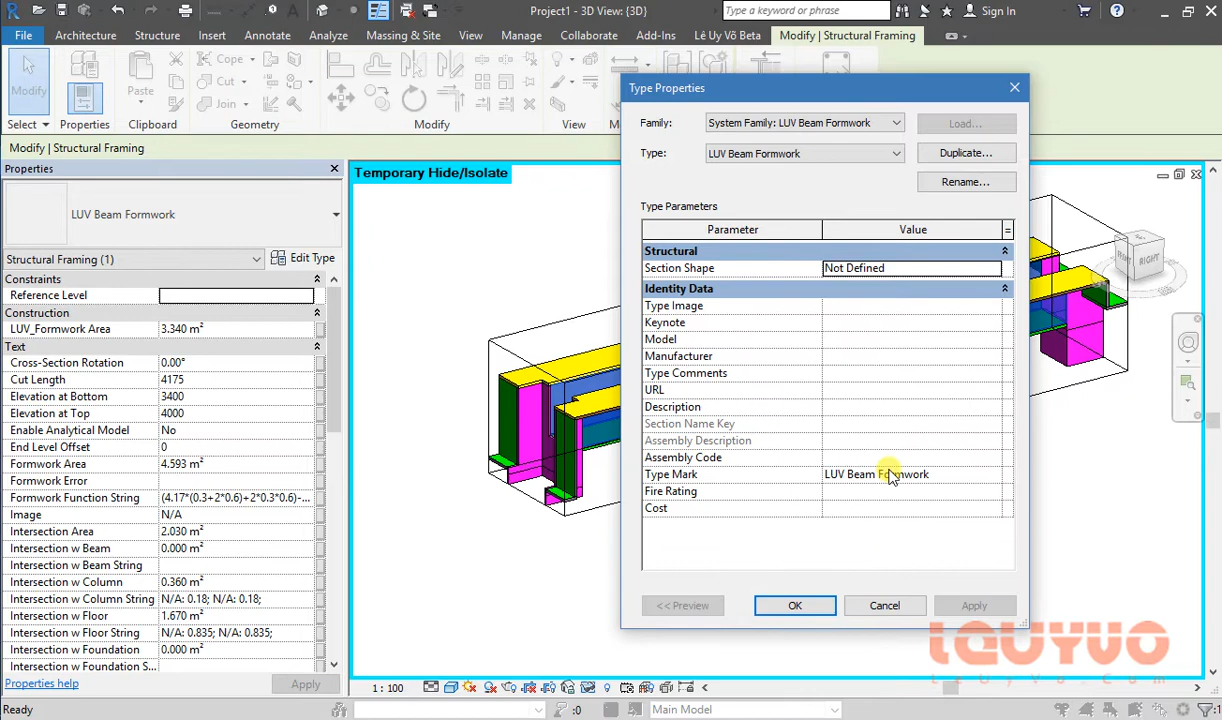 Project1 - 3D View: {3D}
Type a keyword or phrase
Sign In
File Architecture Structure Insert Annotate Analyze Massing & Site View Manage Collaborate Add-Ins Lê Uy Võ Beta Modify | Structural Framing
Modify
Paste
Cope
Cut
Join
Select Properties Clipboard Geometry Modify View
Modify | Structural Framing
Properties
LUV Beam Formwork
Structural Framing (1)
Edit Type
Constraints
Reference Level
Construction
LUV_Formwork Area 3.340 m²
Text
Cross-Section Rotation 0.00°
Cut Length 4175
Elevation at Bottom 3400
Elevation at Top 4000
Enable Analytical Model No
End Level Offset 0
Formwork Area 4.593 m²
Formwork Error
Formwork Function String (4.17*(0.3+2*0.6)+2*0.3*0.6)-...
Image N/A
Intersection Area 2.030 m²
Intersection w Beam 0.000 m²
Intersection w Beam String
Intersection w Column 0.360 m²
Intersection w Column String N/A: 0.18; N/A: 0.18;
Intersection w Floor 1.670 m²
Intersection w Floor String N/A: 0.835; N/A: 0.835;
Intersection w Foundation 0.000 m²
Intersection w Foundation S...
Properties help
Apply
Temporary Hide/Isolate
Type Properties
Family: System Family: LUV Beam Formwork Load...
Type: LUV Beam Formwork Duplicate...
Rename...
Type Parameters
Parameter Value =
Structural
Section Shape Not Defined
Identity Data
Type Image
Keynote
Model
Manufacturer
Type Comments
URL
Description
Section Name Key
Assembly Description
Assembly Code
Type Mark LUV Beam Formwork
Fire Rating
Cost
<< Preview OK Cancel Apply
FRONT RIGHT
LAUYUO
LeUyVo.
1 : 100
Ready
:0
Main Model
:1